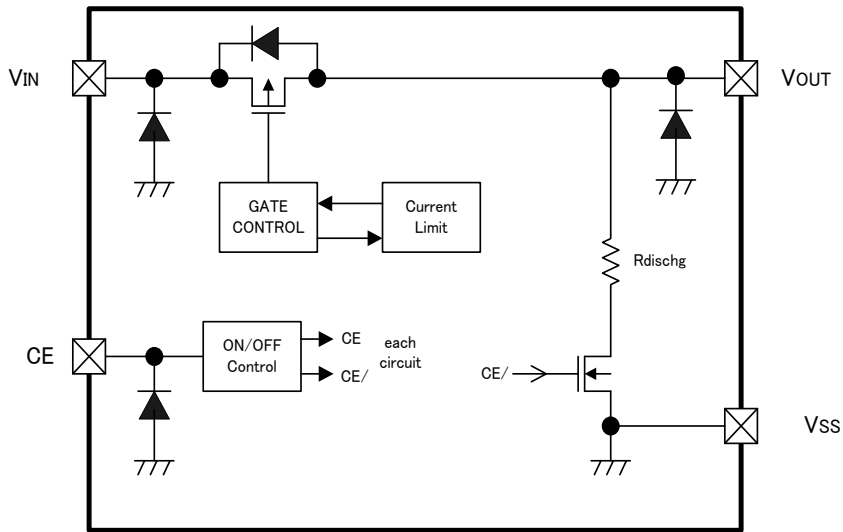 VIN
VOUT
GATE
CONTROL
Current
Limit
Rdischg
CE
ON/OFF
Control
CE
CE/
each
circuit
CE/
VSS